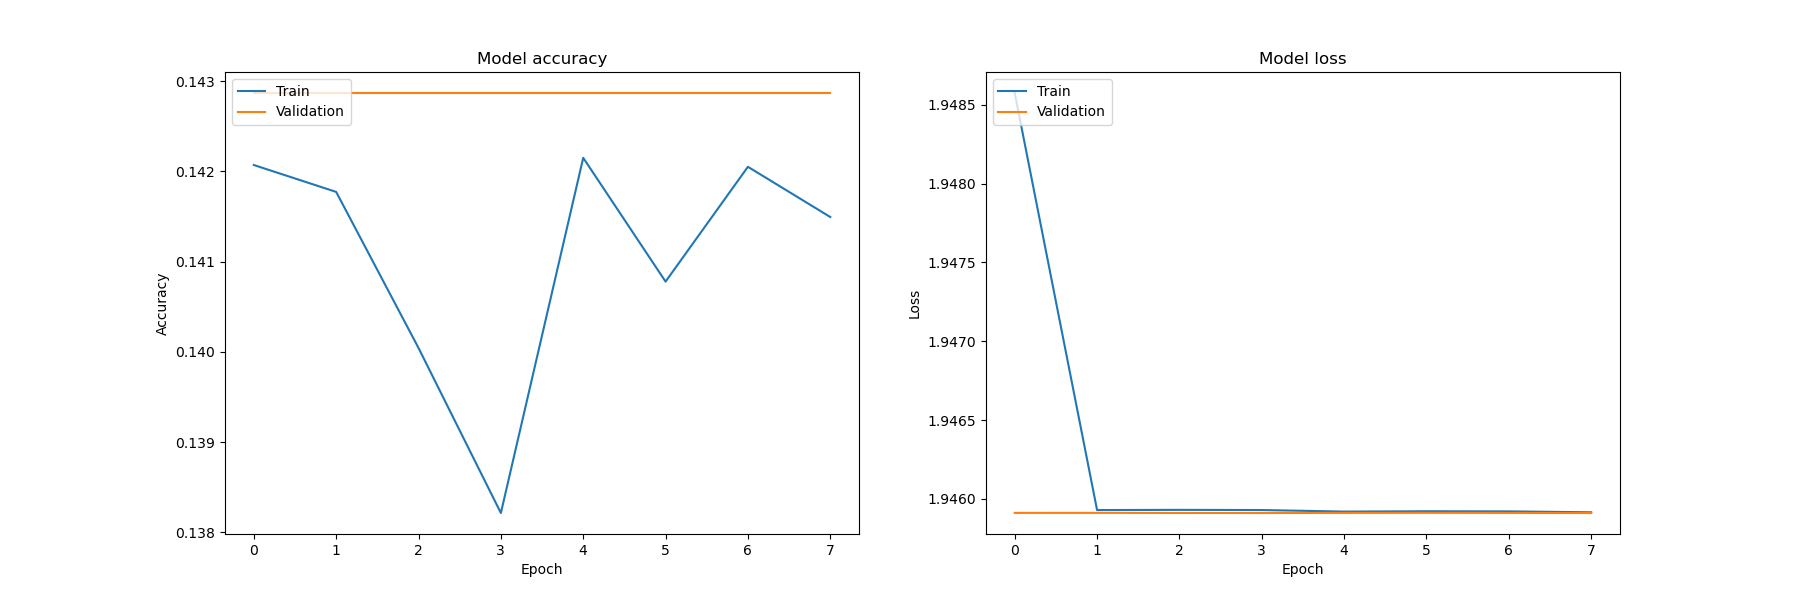 Model accuracy
Train
Validation
0.143
0.142
0.141
0.140
0.139
0.138
Accuracy
0 1 2 3 4 5 6 7
Epoch
Model loss
Train
Validation
1.9485
1.9480
1.9475
1.9470
1.9465
1.9460
Loss
0 1 2 3 4 5 6 7
Epoch